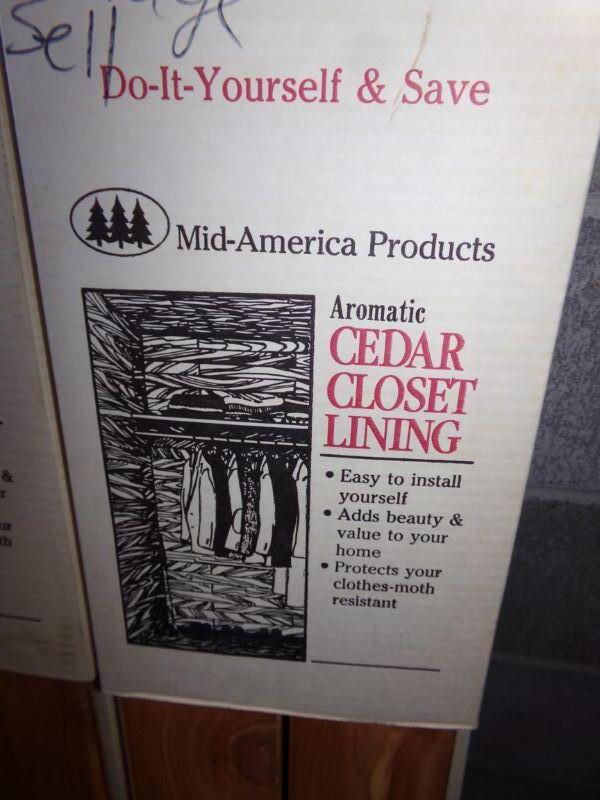 Sell
Do-It-Yourself & Save
Mid-America Products
Aromatic
CEDAR
CLOSET
LINING
• Easy to install
yourself
• Adds beauty &
value to your
home
• Protects your
clothes-moth
resistant
&